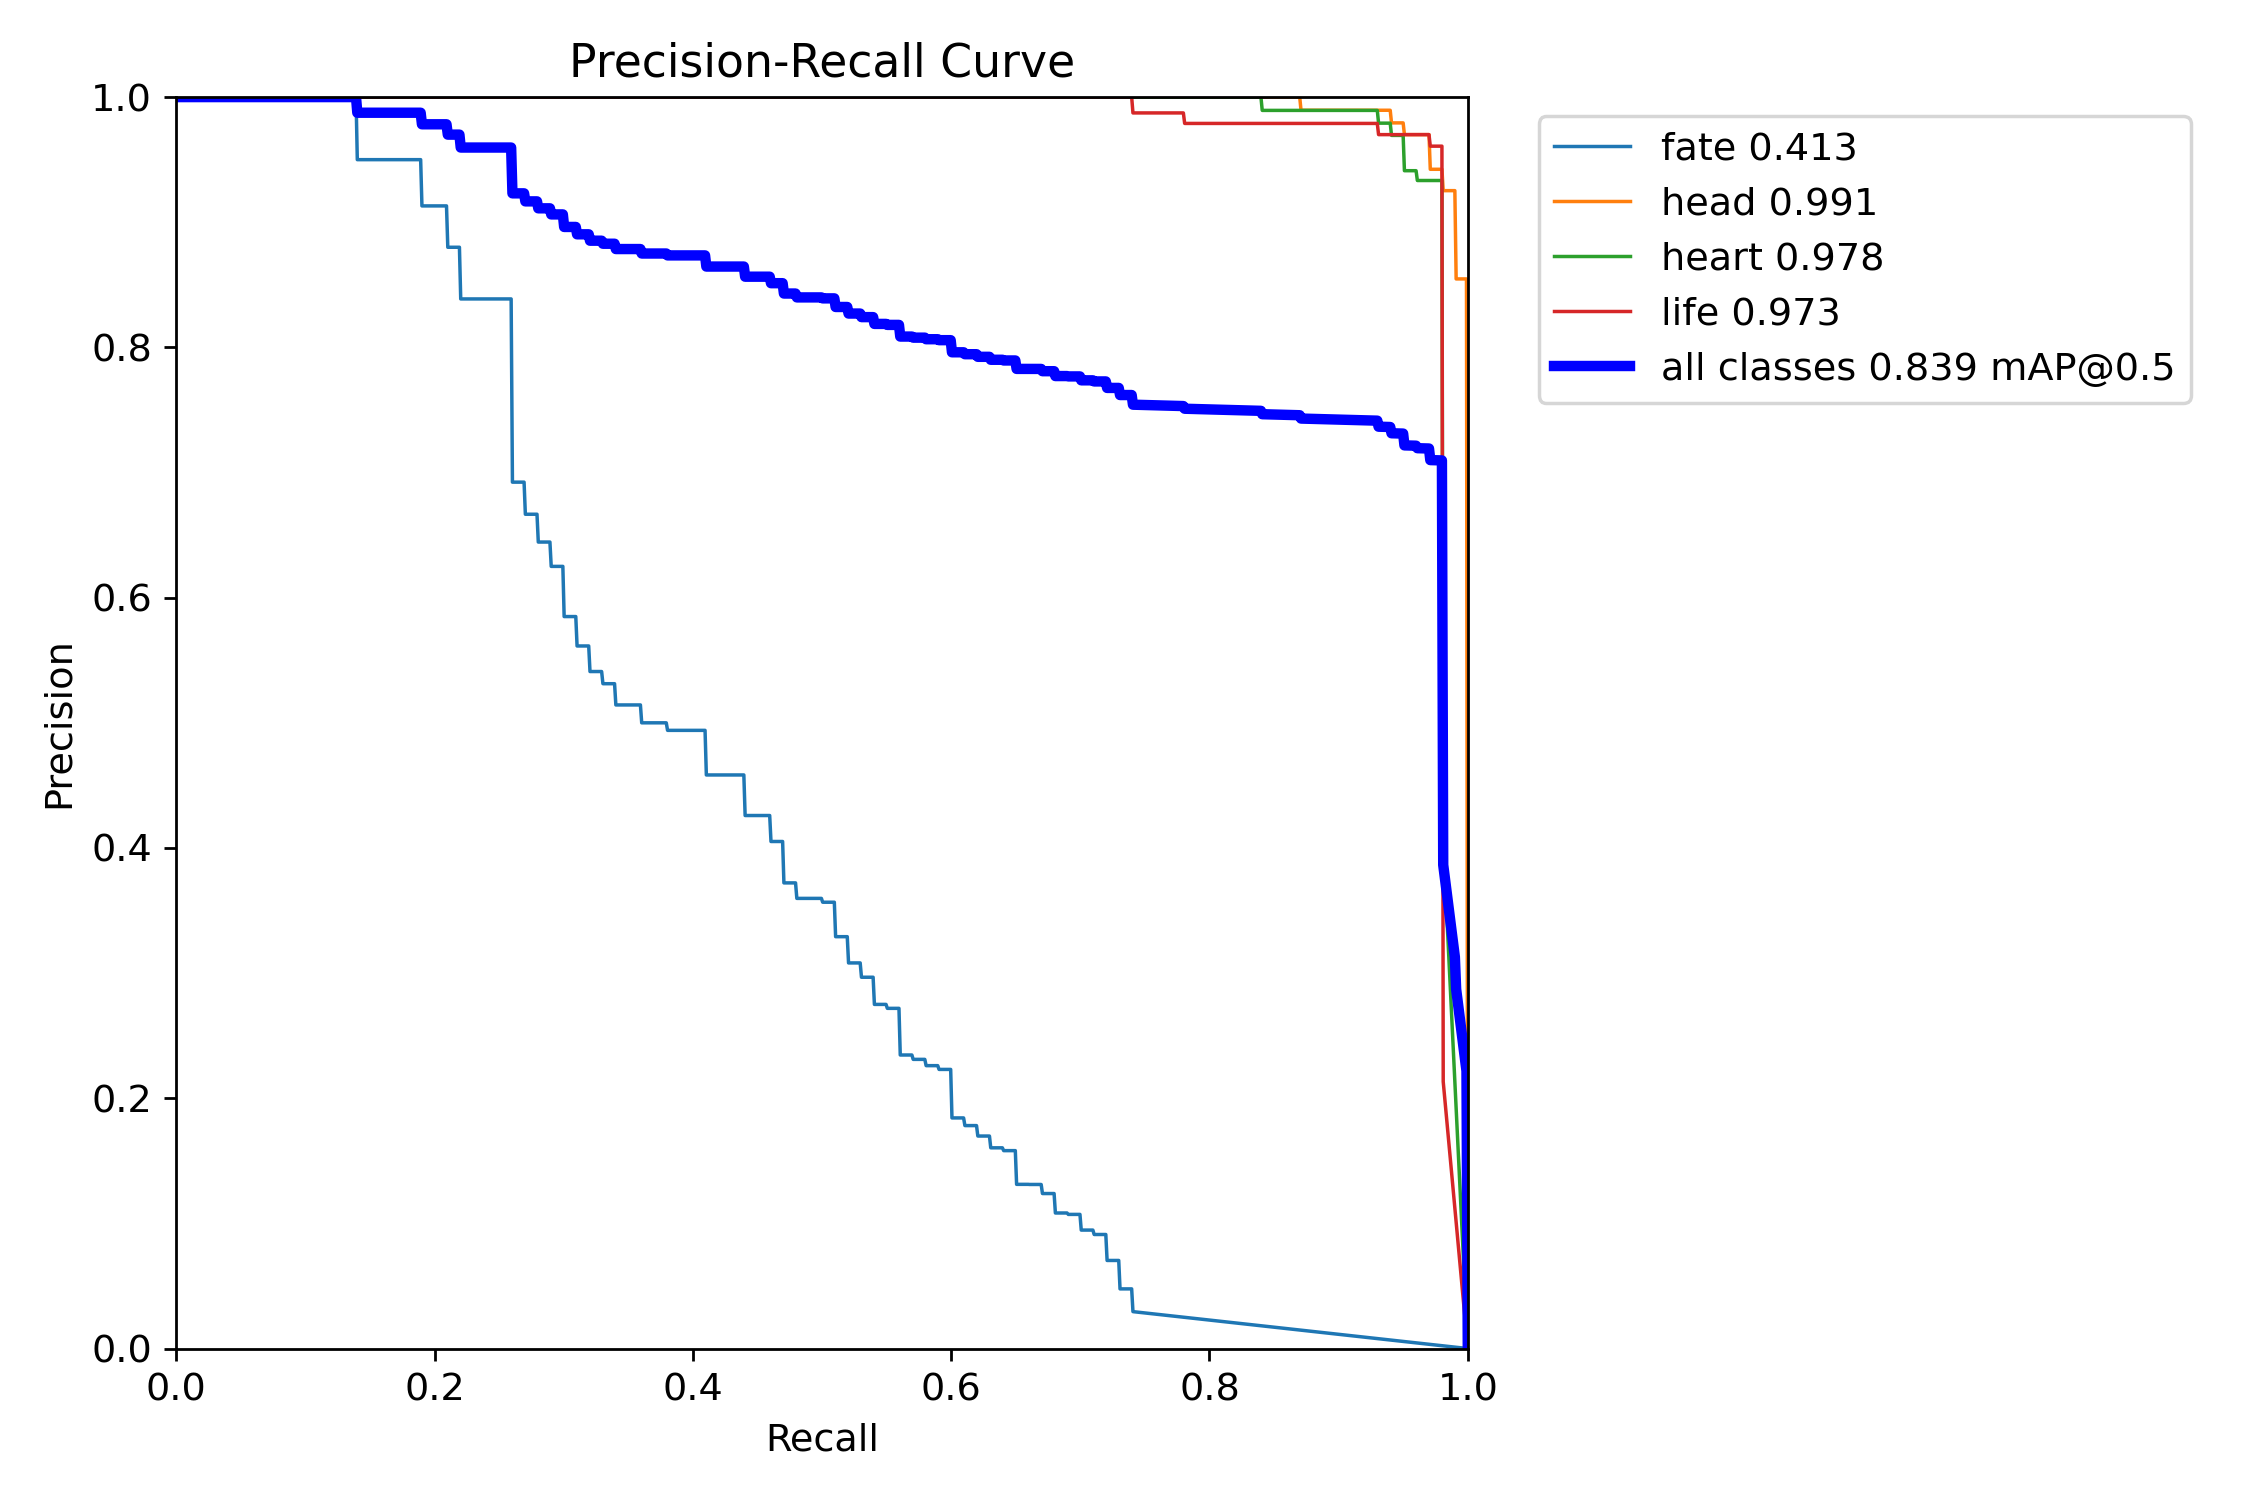 Precision-Recall Curve
1.0
0.8
0.6
0.4
0.2
0.0
Precision
0.0 0.2 0.4 0.6 0.8 1.0
Recall
fate 0.413
head 0.991
heart 0.978
life 0.973
all classes 0.839 mAP@0.5